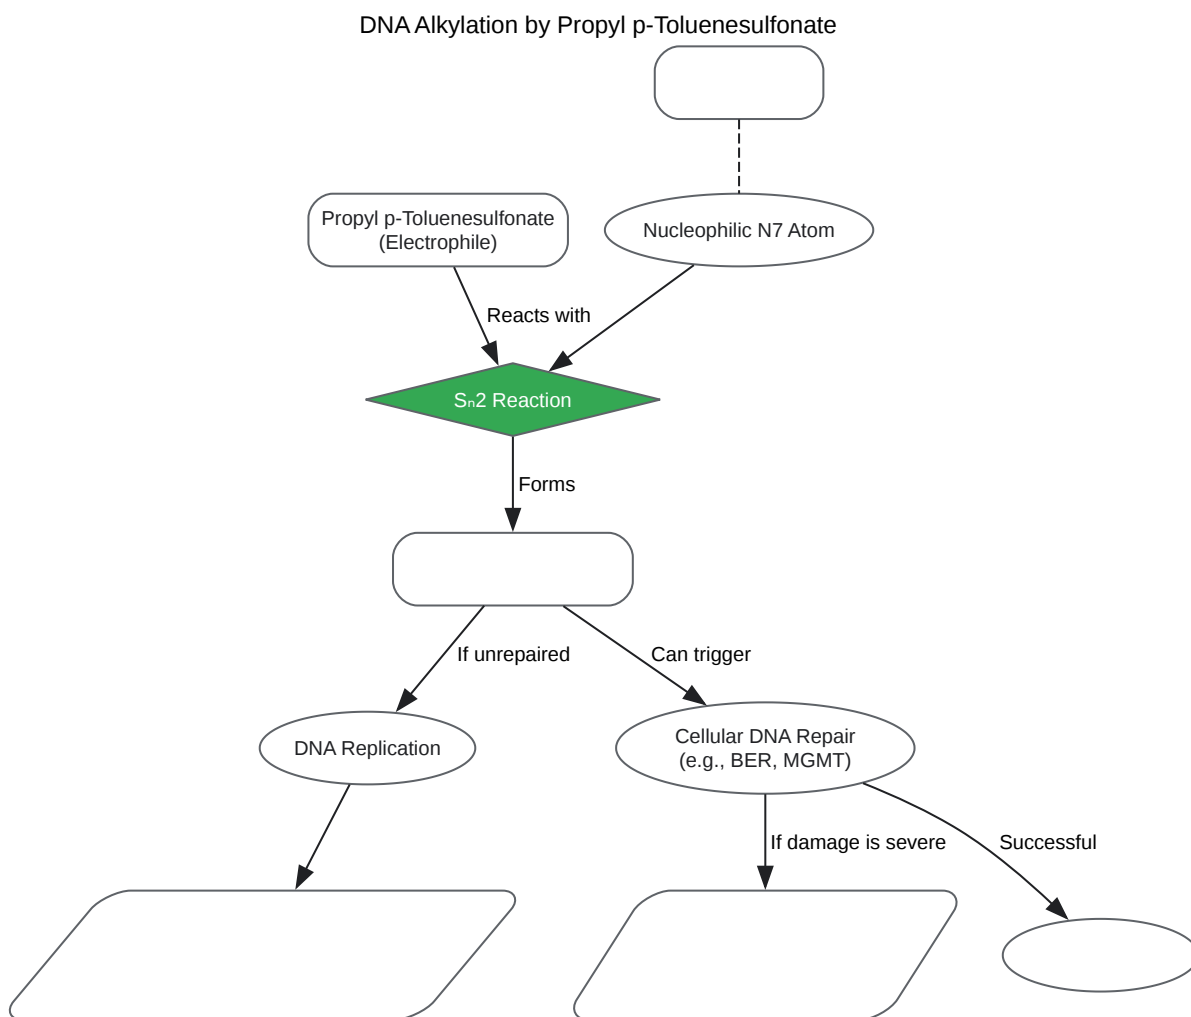 DNA Alkylation by Propyl p-Toluenesulfonate
Propyl p-Toluenesulfonate
(Electrophile)
Nucleophilic N7 Atom
Reacts with
Sₙ2 Reaction
Forms
If unrepaired
Can trigger
DNA Replication
Cellular DNA Repair
(e.g., BER, MGMT)
If damage is severe
Successful